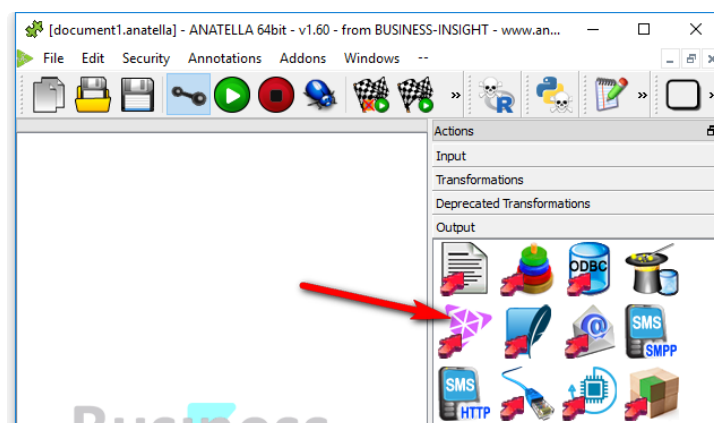 [document1.anatella] - ANATELLA 64bit - v1.60 - from BUSINESS-INSIGHT - www.an...
File Edit Security Annotations Addons Windows --
» R » »
Actions
Input
Transformations
Deprecated Transformations
Output
ODBC
@ SMS
SMPP
SMS
HTTP
Business